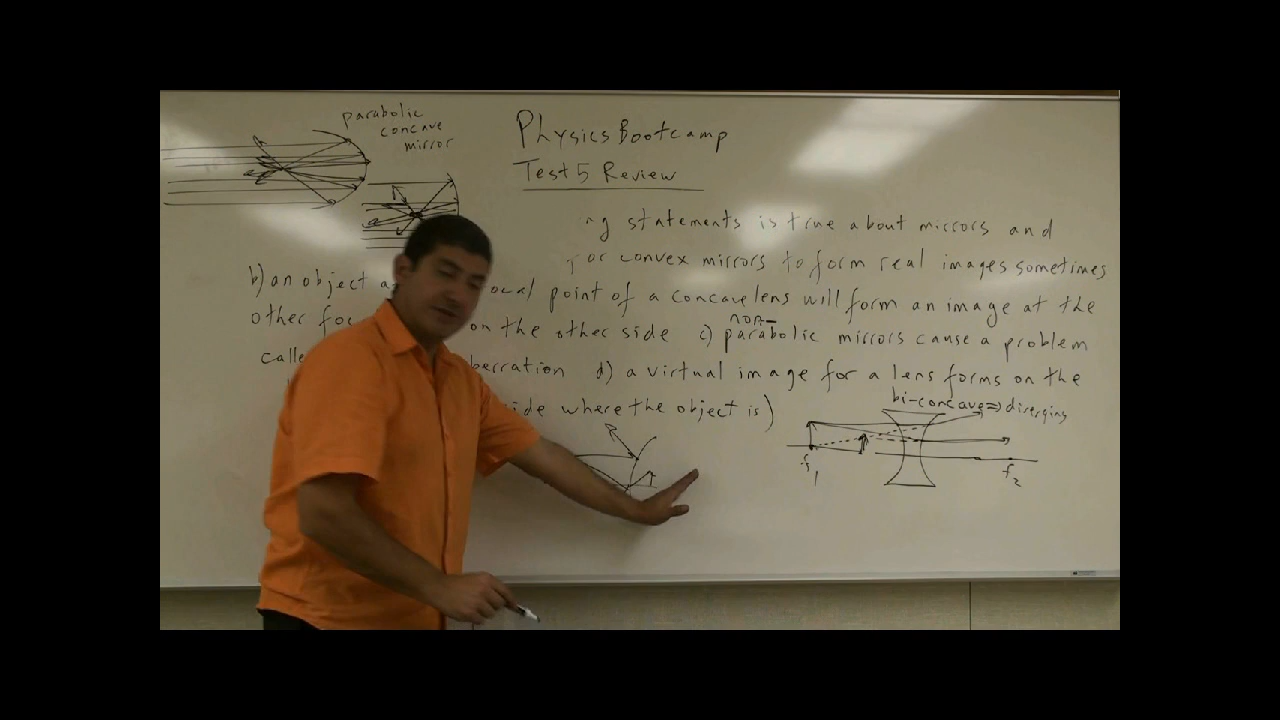 parabolic
concave
mirror
Physics Bootcamp
Test 5 Review
ng statements is true about mirrors and
or convex mirrors to form real images sometimes
b) an object a ocal point of a concave lens will form an image at the
other foc on the other side c) parabolic mirrors cause a problem
non-
calle berration d) a virtual image for a lens forms on the
ide where the object is)
bi-concave ⇒ diverging
f1
f2